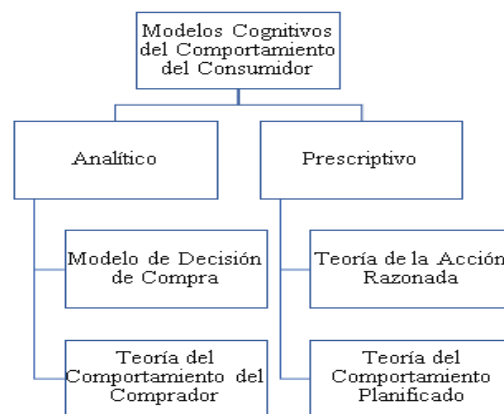 Modelos Cognitivos
del Comportamiento
del Consumidor
Analítico
Prescriptivo
Modelo de Decisión
de Compra
Teoría de la Acción
Razonada
Teoría del
Comportamiento del
Comprador
Teoría del
Comportamiento
Planificado